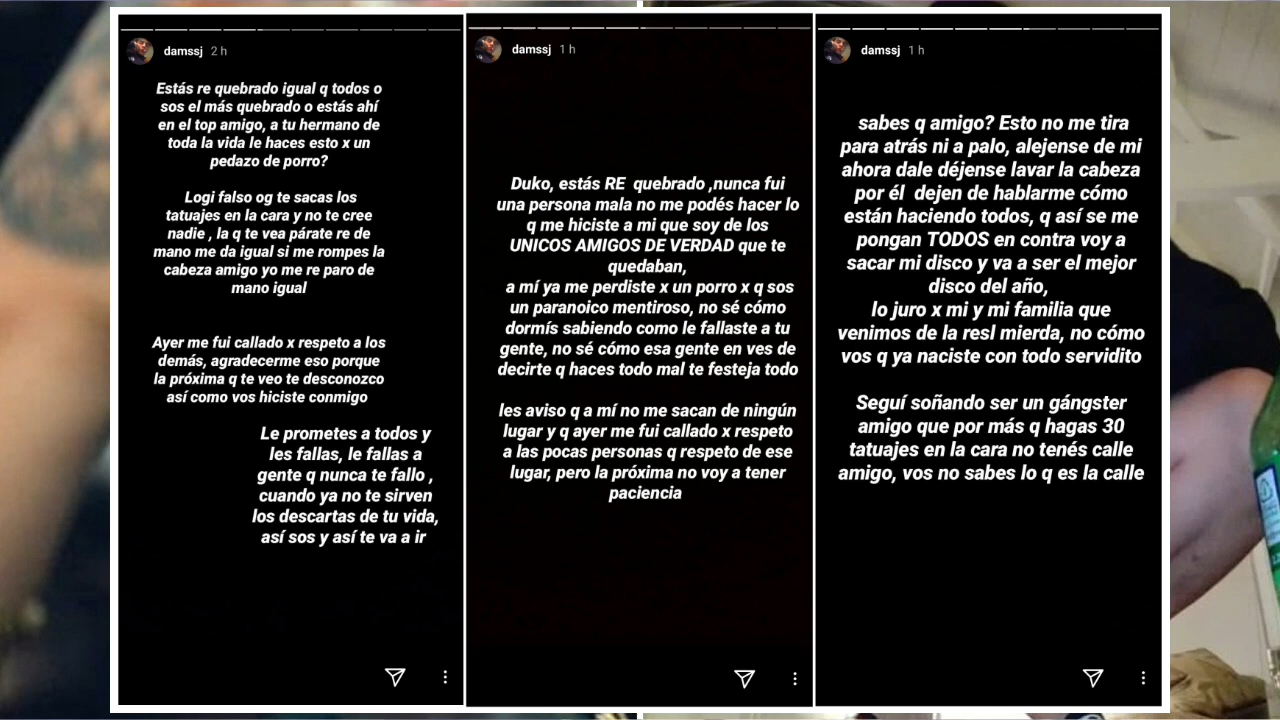 damssj 2 h
Estás re quebrado igual q todos o
sos el más quebrado o estás ahí
en el top amigo, a tu hermano de
toda la vida le haces esto x un
pedazo de porro?
Logi falso og te sacas los
tatuajes en la cara y no te cree
nadie , la q te vea párate re de
mano me da igual si me rompes la
cabeza amigo yo me re paro de
mano igual
Ayer me fui callado x respeto a los
demás, agradecerme eso porque
la próxima q te veo te desconozco
así como vos hiciste conmigo
Le prometes a todos y
les fallas, le fallas a
gente q nunca te fallo ,
cuando ya no te sirven
los descartas de tu vida,
así sos y así te va a ir
damssj 1 h
Duko, estás RE quebrado ,nunca fui
una persona mala no me podés hacer lo
q me hiciste a mi que soy de los
UNICOS AMIGOS DE VERDAD que te
quedaban,
a mí ya me perdiste x un porro x q sos
un paranoico mentiroso, no sé cómo
dormís sabiendo como le fallaste a tu
gente, no sé cómo esa gente en ves de
decirte q haces todo mal te festeja todo
les aviso q a mí no me sacan de ningún
lugar y q ayer me fui callado x respeto
a las pocas personas q respeto de ese
lugar, pero la próxima no voy a tener
paciencia
damssj 1 h
sabes q amigo? Esto no me tira
para atrás ni a palo, alejense de mi
ahora dale déjense lavar la cabeza
por él dejen de hablarme cómo
están haciendo todos, q así se me
pongan TODOS en contra voy a
sacar mi disco y va a ser el mejor
disco del año,
lo juro x mi y mi familia que
venimos de la resl mierda, no cómo
vos q ya naciste con todo servidito
Seguí soñando ser un gángster
amigo que por más q hagas 30
tatuajes en la cara no tenés calle
amigo, vos no sabes lo q es la calle